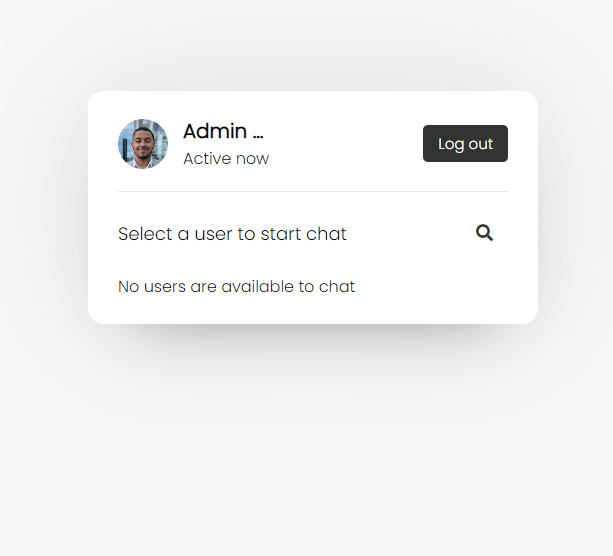 Admin ...
Active now
Log out
Select a user to start chat
No users are available to chat